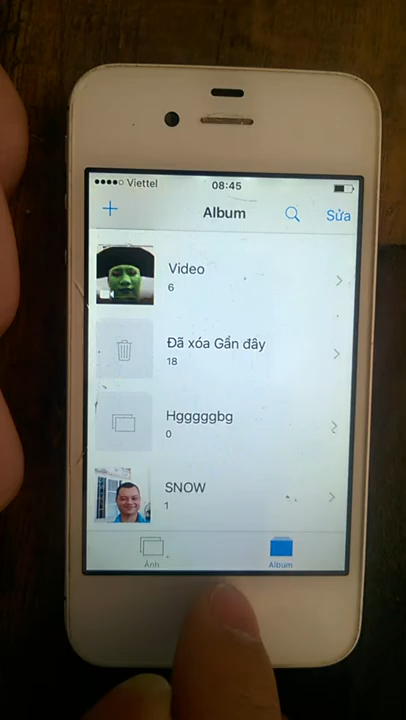 Viettel
08:45
Album
Sửa
Video
6
Đã xóa Gần đây
18
Hgggggbg
0
SNOW
1
Ảnh
Album